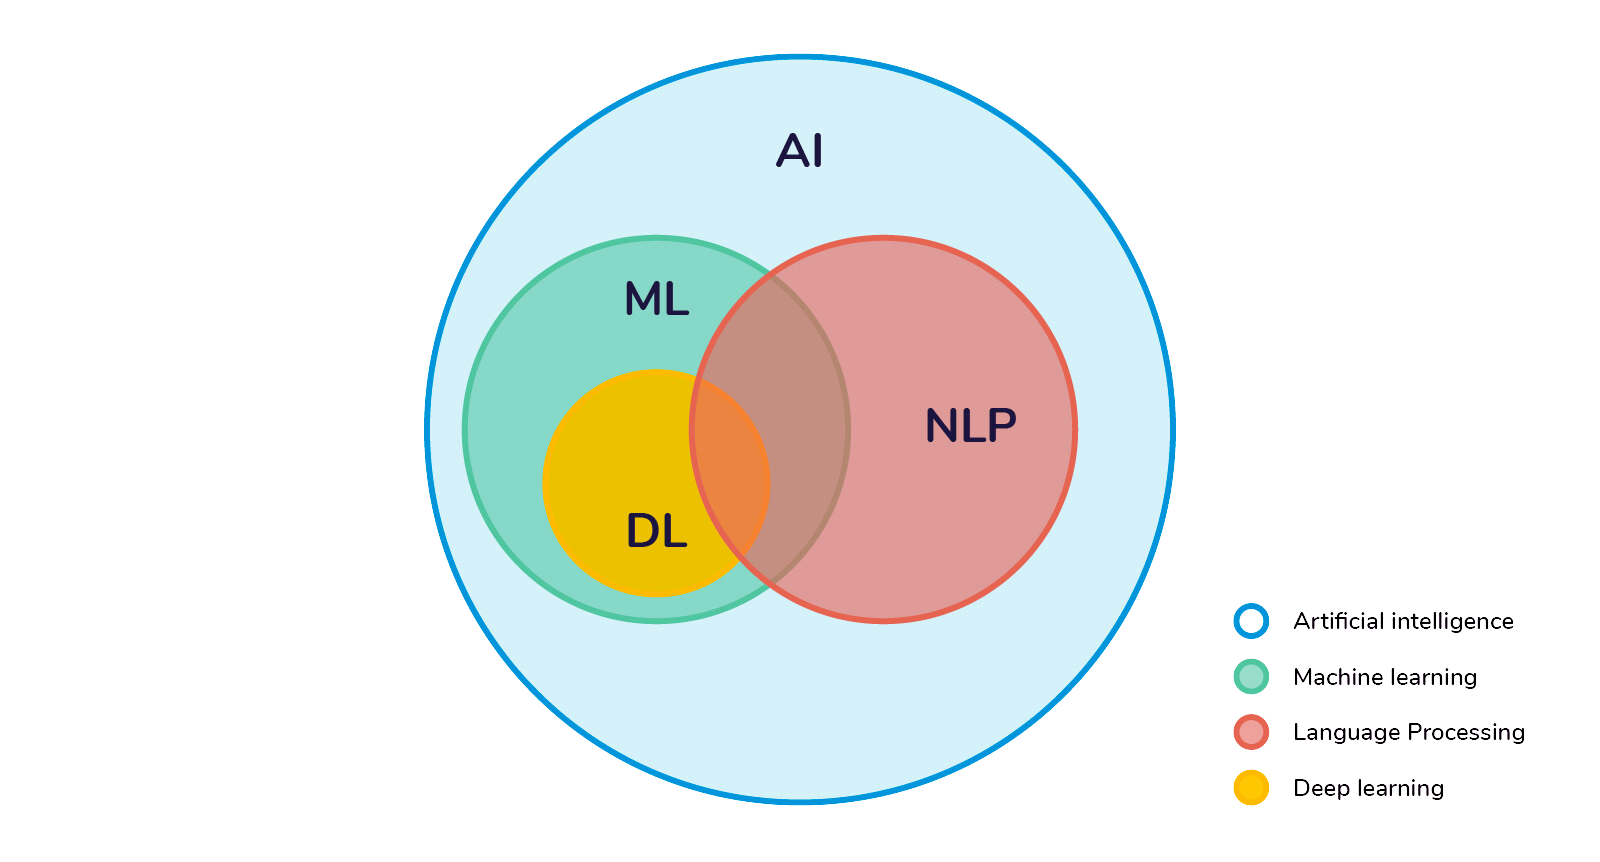 AI
ML
NLP
DL
Artificial intelligence
Machine learning
Language Processing
Deep learning